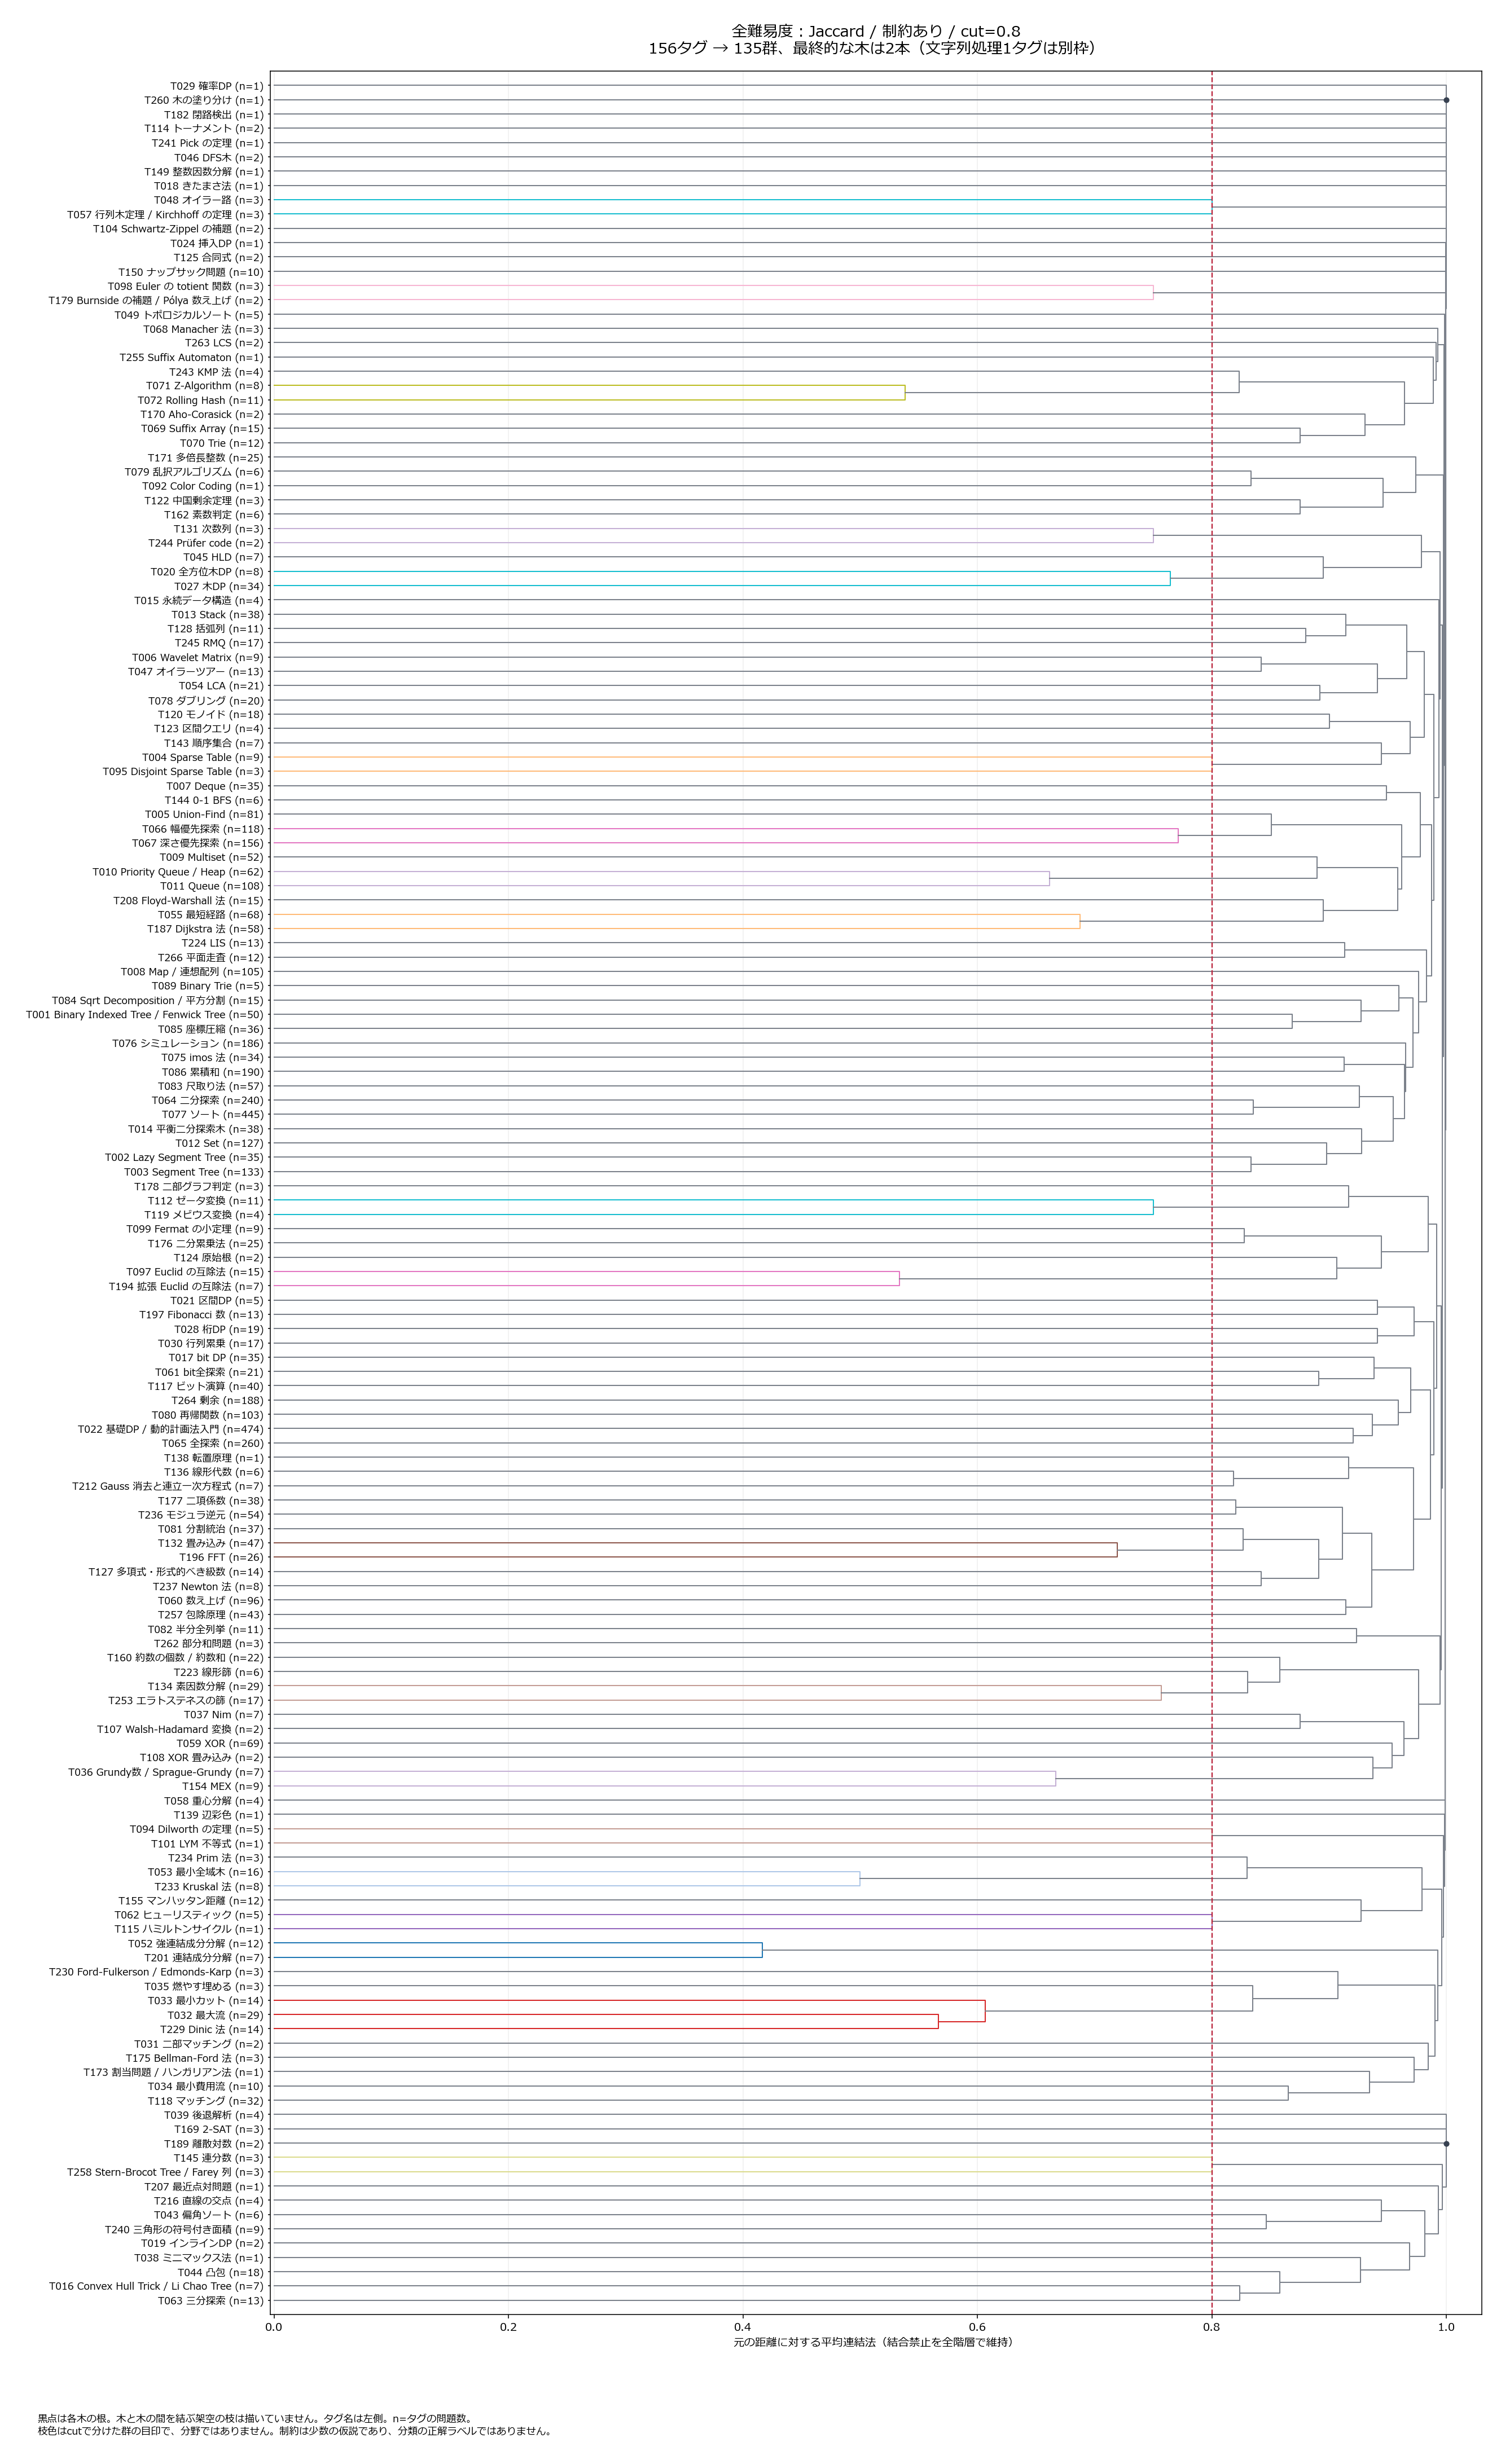 全難易度：Jaccard / 制約あり / cut=0.8
156タグ → 135群、最終的な木は2本（文字列処理1タグは別枠）
T029 確率DP (n=1)
T260 木の塗り分け (n=1)
T182 閉路検出 (n=1)
T114 トーナメント (n=2)
T241 Pick の定理 (n=1)
T046 DFS木 (n=2)
T149 整数因数分解 (n=1)
T018 きたまさ法 (n=1)
T048 オイラー路 (n=3)
T057 行列木定理 / Kirchhoff の定理 (n=3)
T104 Schwartz-Zippel の補題 (n=2)
T024 挿入DP (n=1)
T125 合同式 (n=2)
T150 ナップサック問題 (n=10)
T098 Euler の totient 関数 (n=3)
T179 Burnside の補題 / Pólya 数え上げ (n=2)
T049 トポロジカルソート (n=5)
T068 Manacher 法 (n=3)
T263 LCS (n=2)
T255 Suffix Automaton (n=1)
T243 KMP 法 (n=4)
T071 Z-Algorithm (n=8)
T072 Rolling Hash (n=11)
T170 Aho-Corasick (n=2)
T069 Suffix Array (n=15)
T070 Trie (n=12)
T171 多倍長整数 (n=25)
T079 乱択アルゴリズム (n=6)
T092 Color Coding (n=1)
T122 中国剰余定理 (n=3)
T162 素数判定 (n=6)
T131 次数列 (n=3)
T244 Prüfer code (n=2)
T045 HLD (n=7)
T020 全方位木DP (n=8)
T027 木DP (n=34)
T015 永続データ構造 (n=4)
T013 Stack (n=38)
T128 括弧列 (n=11)
T245 RMQ (n=17)
T006 Wavelet Matrix (n=9)
T047 オイラーツアー (n=13)
T054 LCA (n=21)
T078 ダブリング (n=20)
T120 モノイド (n=18)
T123 区間クエリ (n=4)
T143 順序集合 (n=7)
T004 Sparse Table (n=9)
T095 Disjoint Sparse Table (n=3)
T007 Deque (n=35)
T144 0-1 BFS (n=6)
T005 Union-Find (n=81)
T066 幅優先探索 (n=118)
T067 深さ優先探索 (n=156)
T009 Multiset (n=52)
T010 Priority Queue / Heap (n=62)
T011 Queue (n=108)
T208 Floyd-Warshall 法 (n=15)
T055 最短経路 (n=68)
T187 Dijkstra 法 (n=58)
T224 LIS (n=13)
T266 平面走査 (n=12)
T008 Map / 連想配列 (n=105)
T089 Binary Trie (n=5)
T084 Sqrt Decomposition / 平方分割 (n=15)
T001 Binary Indexed Tree / Fenwick Tree (n=50)
T085 座標圧縮 (n=36)
T076 シミュレーション (n=186)
T075 imos 法 (n=34)
T086 累積和 (n=190)
T083 尺取り法 (n=57)
T064 二分探索 (n=240)
T077 ソート (n=445)
T014 平衡二分探索木 (n=38)
T012 Set (n=127)
T002 Lazy Segment Tree (n=35)
T003 Segment Tree (n=133)
T178 二部グラフ判定 (n=3)
T112 ゼータ変換 (n=11)
T119 メビウス変換 (n=4)
T099 Fermat の小定理 (n=9)
T176 二分累乗法 (n=25)
T124 原始根 (n=2)
T097 Euclid の互除法 (n=15)
T194 拡張 Euclid の互除法 (n=7)
T021 区間DP (n=5)
T197 Fibonacci 数 (n=13)
T028 桁DP (n=19)
T030 行列累乗 (n=17)
T017 bit DP (n=35)
T061 bit全探索 (n=21)
T117 ビット演算 (n=40)
T264 剰余 (n=188)
T080 再帰関数 (n=103)
T022 基礎DP / 動的計画法入門 (n=474)
T065 全探索 (n=260)
T138 転置原理 (n=1)
T136 線形代数 (n=6)
T212 Gauss 消去と連立一次方程式 (n=7)
T177 二項係数 (n=38)
T236 モジュラ逆元 (n=54)
T081 分割統治 (n=37)
T132 畳み込み (n=47)
T196 FFT (n=26)
T127 多項式・形式的べき級数 (n=14)
T237 Newton 法 (n=8)
T060 数え上げ (n=96)
T257 包除原理 (n=43)
T082 半分全列挙 (n=11)
T262 部分和問題 (n=3)
T160 約数の個数 / 約数和 (n=22)
T223 線形篩 (n=6)
T134 素因数分解 (n=29)
T253 エラトステネスの篩 (n=17)
T037 Nim (n=7)
T107 Walsh-Hadamard 変換 (n=2)
T059 XOR (n=69)
T108 XOR 畳み込み (n=2)
T036 Grundy数 / Sprague-Grundy (n=7)
T154 MEX (n=9)
T058 重心分解 (n=4)
T139 辺彩色 (n=1)
T094 Dilworth の定理 (n=5)
T101 LYM 不等式 (n=1)
T234 Prim 法 (n=3)
T053 最小全域木 (n=16)
T233 Kruskal 法 (n=8)
T155 マンハッタン距離 (n=12)
T062 ヒューリスティック (n=5)
T115 ハミルトンサイクル (n=1)
T052 強連結成分分解 (n=12)
T201 連結成分分解 (n=7)
T230 Ford-Fulkerson / Edmonds-Karp (n=3)
T035 燃やす埋める (n=3)
T033 最小カット (n=14)
T032 最大流 (n=29)
T229 Dinic 法 (n=14)
T031 二部マッチング (n=2)
T175 Bellman-Ford 法 (n=3)
T173 割当問題 / ハンガリアン法 (n=1)
T034 最小費用流 (n=10)
T118 マッチング (n=32)
T039 後退解析 (n=4)
T169 2-SAT (n=3)
T189 離散対数 (n=2)
T145 連分数 (n=3)
T258 Stern-Brocot Tree / Farey 列 (n=3)
T207 最近点対問題 (n=1)
T216 直線の交点 (n=4)
T043 偏角ソート (n=6)
T240 三角形の符号付き面積 (n=9)
T019 インラインDP (n=2)
T038 ミニマックス法 (n=1)
T044 凸包 (n=18)
T016 Convex Hull Trick / Li Chao Tree (n=7)
T063 三分探索 (n=13)
0.0 0.2 0.4 0.6 0.8 1.0
元の距離に対する平均連結法（結合禁止を全階層で維持）
黒点は各木の根。木と木の間を結ぶ架空の枝は描いていません。タグ名は左側。n=タグの問題数。
枝色はcutで分けた群の目印で、分野ではありません。制約は少数の仮説であり、分類の正解ラベルではありません。